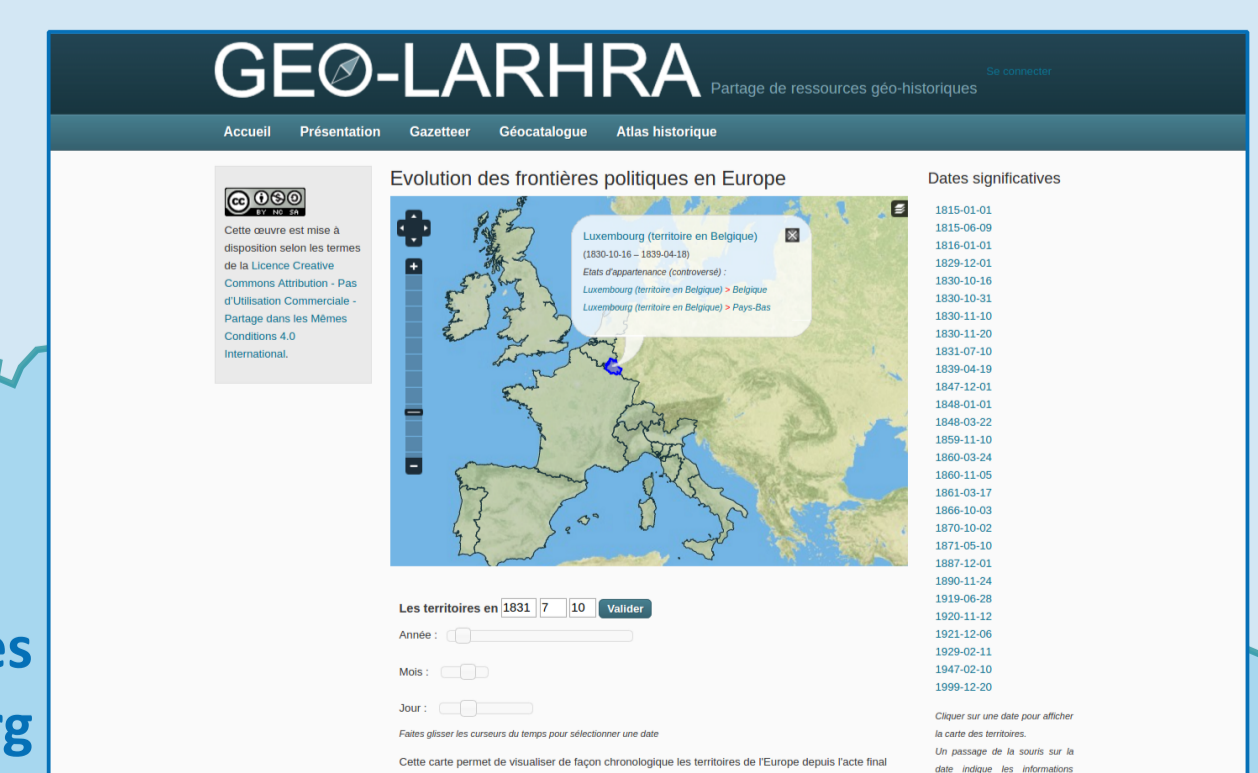 GEO-LARHRA
Partage de ressources géo-historiques
Se connecter
Accueil Présentation Gazetteer Géocatalogue Atlas historique
cc BY NC SA
Cette œuvre est mise à
disposition selon les termes
de la Licence Creative
Commons Attribution - Pas
d'Utilisation Commerciale -
Partage dans les Mêmes
Conditions 4.0
International.
Evolution des frontières politiques en Europe
Luxembourg (territoire en Belgique)
(1830-10-16 – 1839-04-18)
Etats d'appartenance (controversé) :
Luxembourg (territoire en Belgique) > Belgique
Luxembourg (territoire en Belgique) > Pays-Bas
Les territoires en 1831 7 10 Valider
Année :
Mois :
Jour :
Faites glisser les curseurs du temps pour sélectionner une date
Cette carte permet de visualiser de façon chronologique les territoires de l'Europe depuis l'acte final
Dates significatives
1815-01-01
1815-06-09
1816-01-01
1829-12-01
1830-10-16
1830-10-31
1830-11-10
1830-11-20
1831-07-10
1839-04-19
1847-12-01
1848-01-01
1848-03-22
1859-11-10
1860-03-24
1860-11-05
1861-03-17
1866-10-03
1870-10-02
1871-05-10
1887-12-01
1890-11-24
1919-06-28
1920-11-12
1921-12-06
1929-02-11
1947-02-10
1999-12-20
Cliquer sur une date pour afficher
la carte des territoires.
Un passage de la souris sur la
date indique les informations
es
rg